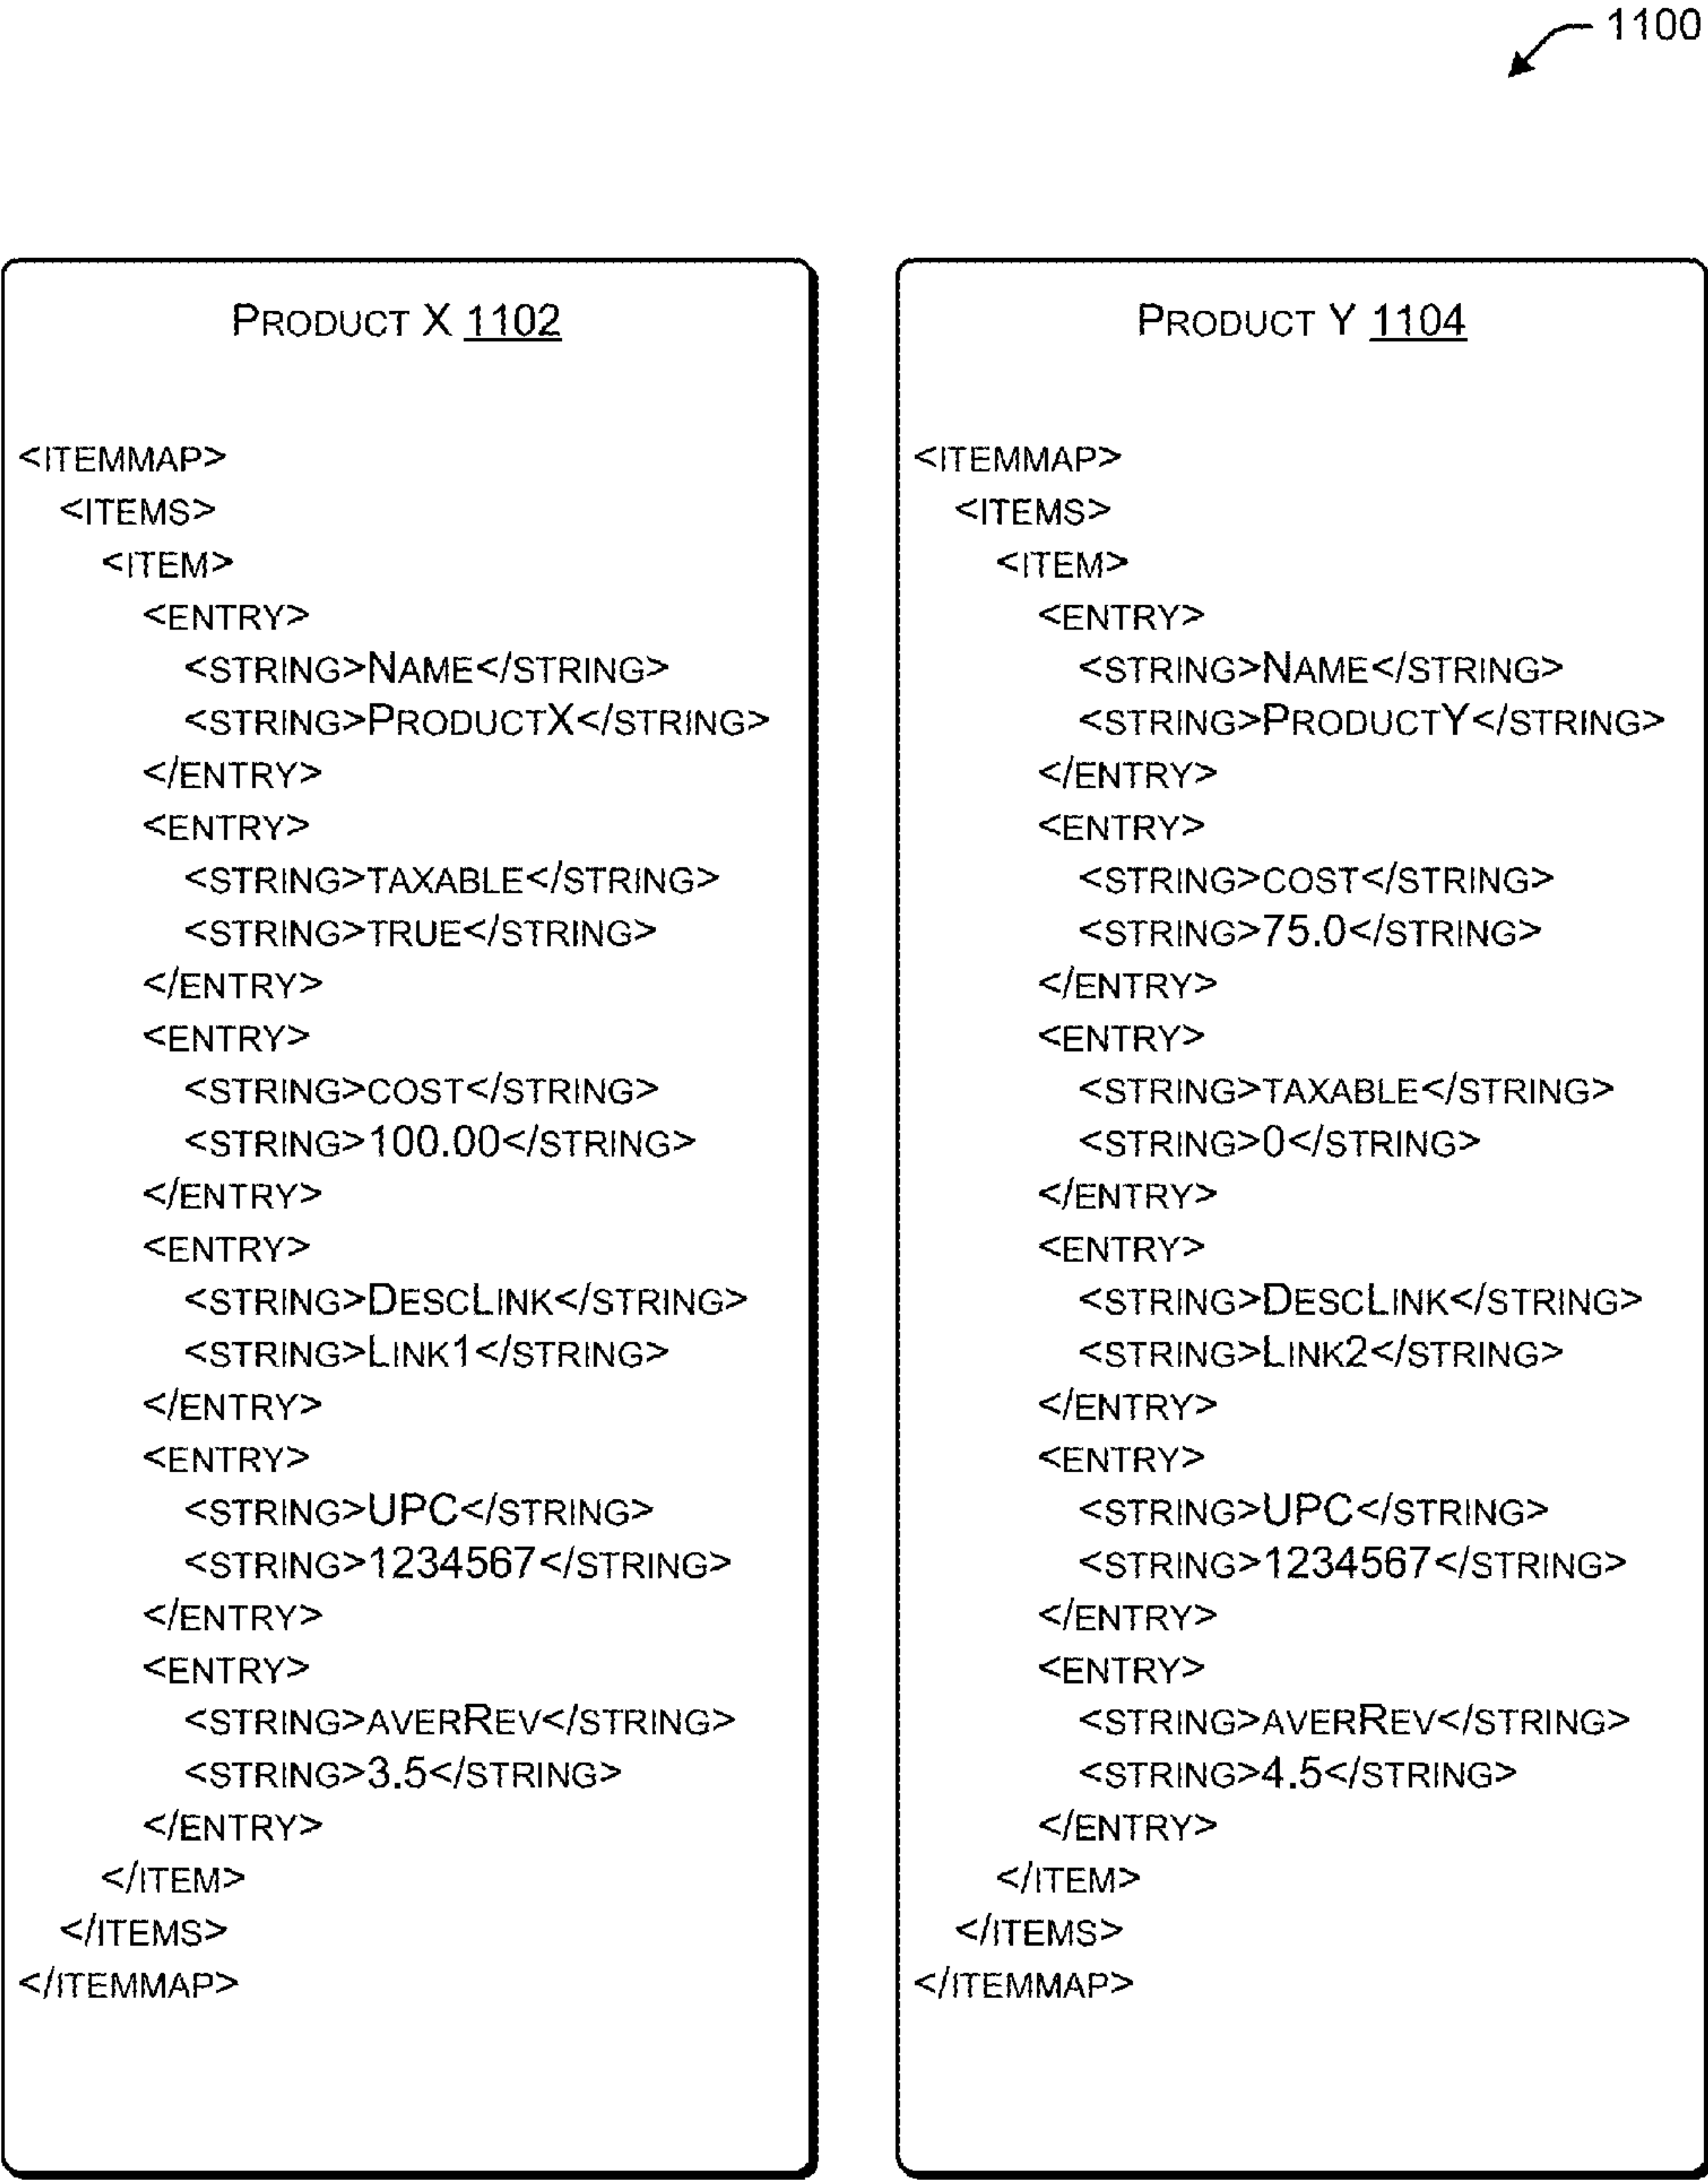 1100
PRODUCT X 1102
<ITEMMAP>
<ITEMS>
<ITEM>
<ENTRY>
<STRING>NAME</STRING>
<STRING>PRODUCTX</STRING>
</ENTRY>
<ENTRY>
<STRING>TAXABLE</STRING>
<STRING>TRUE</STRING>
</ENTRY>
<ENTRY>
<STRING>COST</STRING>
<STRING>100.00</STRING>
</ENTRY>
<ENTRY>
<STRING>DESCLINK</STRING>
<STRING>LINK1</STRING>
</ENTRY>
<ENTRY>
<STRING>UPC</STRING>
<STRING>1234567</STRING>
</ENTRY>
<ENTRY>
<STRING>AVERREV</STRING>
<STRING>3.5</STRING>
</ENTRY>
</ITEM>
</ITEMS>
</ITEMMAP>
PRODUCT Y 1104
<ITEMMAP>
<ITEMS>
<ITEM>
<ENTRY>
<STRING>NAME</STRING>
<STRING>PRODUCTY</STRING>
</ENTRY>
<ENTRY>
<STRING>COST</STRING>
<STRING>75.0</STRING>
</ENTRY>
<ENTRY>
<STRING>TAXABLE</STRING>
<STRING>0</STRING>
</ENTRY>
<ENTRY>
<STRING>DESCLINK</STRING>
<STRING>LINK2</STRING>
</ENTRY>
<ENTRY>
<STRING>UPC</STRING>
<STRING>1234567</STRING>
</ENTRY>
<ENTRY>
<STRING>AVERREV</STRING>
<STRING>4.5</STRING>
</ENTRY>
</ITEM>
</ITEMS>
</ITEMMAP>